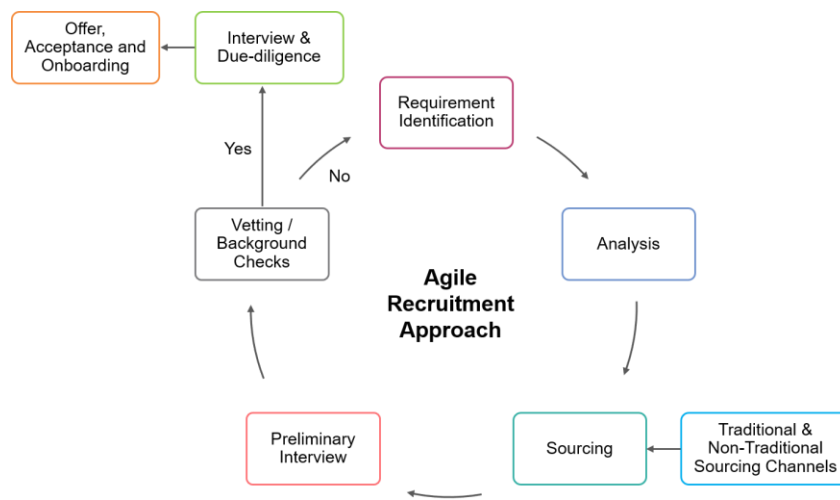 Offer,
Acceptance and
Onboarding
Interview &
Due-diligence
Requirement
Identification
Yes
No
Vetting /
Background
Checks
Analysis
Agile
Recruitment
Approach
Preliminary
Interview
Sourcing
Traditional &
Non-Traditional
Sourcing Channels